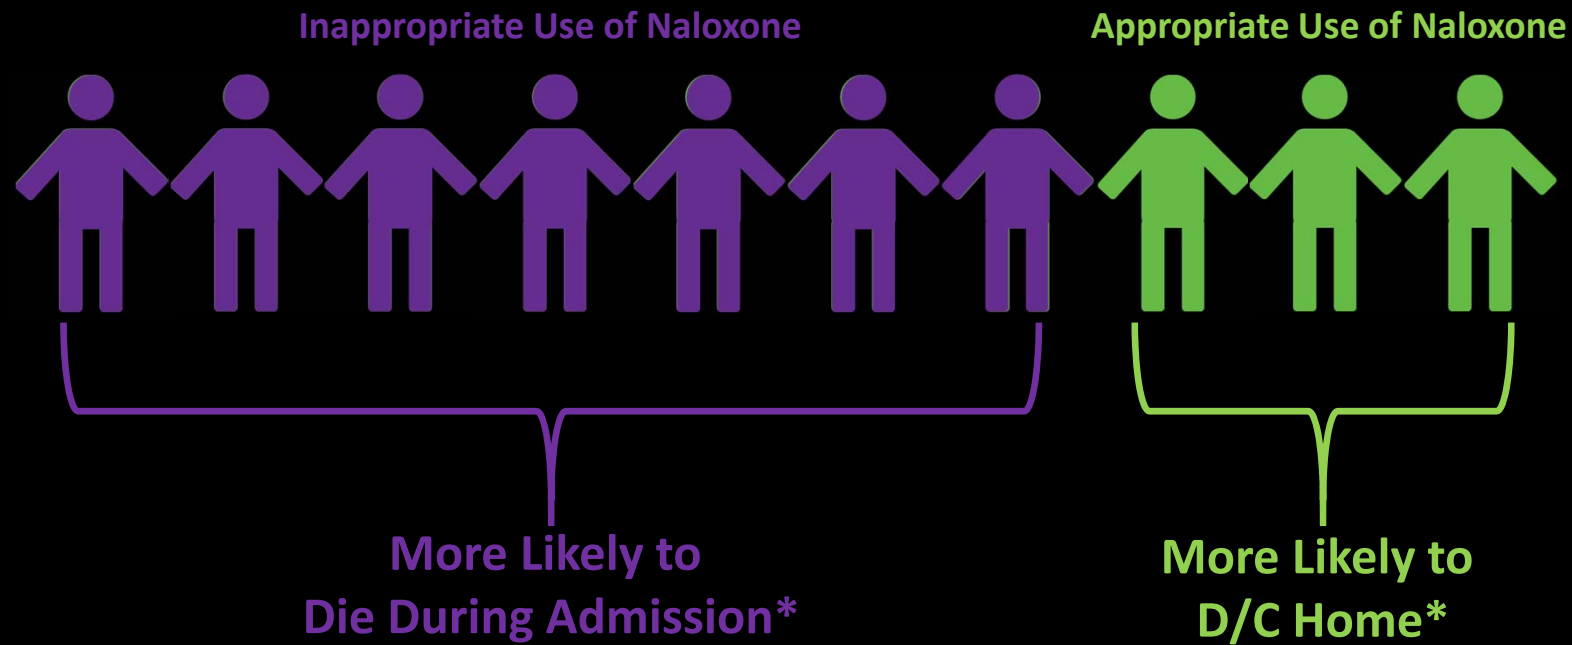 Inappropriate Use of Naloxone
Appropriate Use of Naloxone
More Likely to
Die During Admission*
More Likely to
D/C Home*